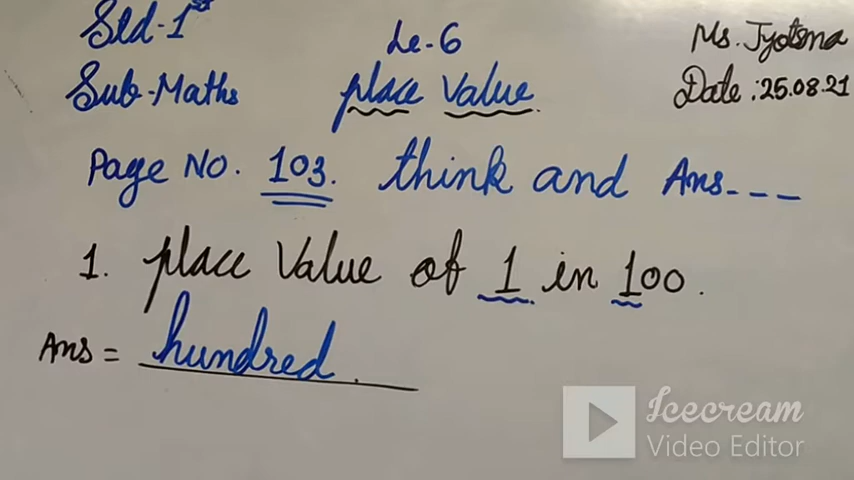 Std-1st
Le-6
Ms. Jyotsna
Sub-Maths
place Value.
Date :25.08.21
Page No. 103. think and Ans---
1. place Value of 1 in 100.
Ans = hundred.
Icecream
Video Editor